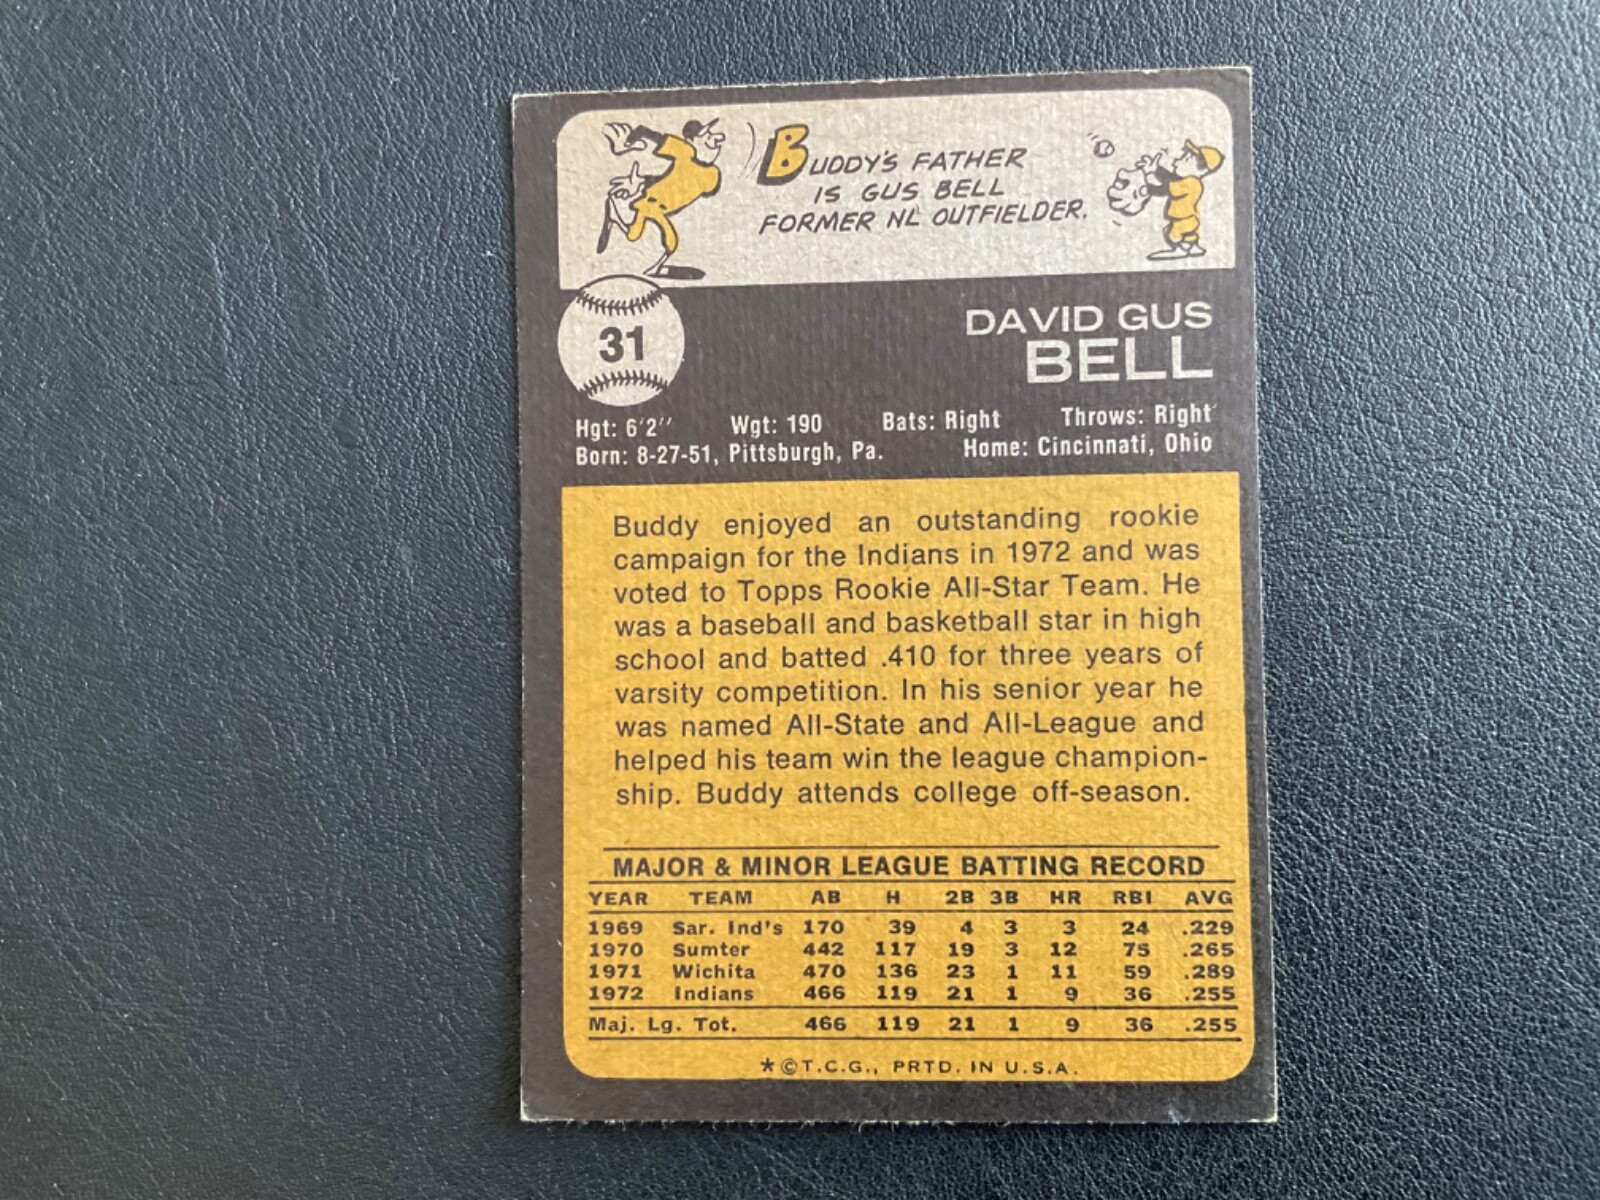 BUDDY'S FATHER
IS GUS BELL
FORMER NL OUTFIELDER.
31
DAVID GUS
BELL
Hgt: 6'2" Wgt: 190 Bats: Right Throws: Right
Born: 8-27-51, Pittsburgh, Pa. Home: Cincinnati, Ohio
Buddy enjoyed an outstanding rookie
campaign for the Indians in 1972 and was
voted to Topps Rookie All-Star Team. He
was a baseball and basketball star in high
school and batted .410 for three years of
varsity competition. In his senior year he
was named All-State and All-League and
helped his team win the league champion-
ship. Buddy attends college off-season.
MAJOR & MINOR LEAGUE BATTING RECORD
YEAR TEAM AB H 2B 3B HR RBI AVG
1969 Sar. Ind's 170 39 4 3 3 24 .229
1970 Sumter 442 117 19 3 12 75 .265
1971 Wichita 470 136 23 1 11 59 .289
1972 Indians 466 119 21 1 9 36 .255
Maj. Lg. Tot. 466 119 21 1 9 36 .255
*©T.C.G., PRTD. IN U.S.A.